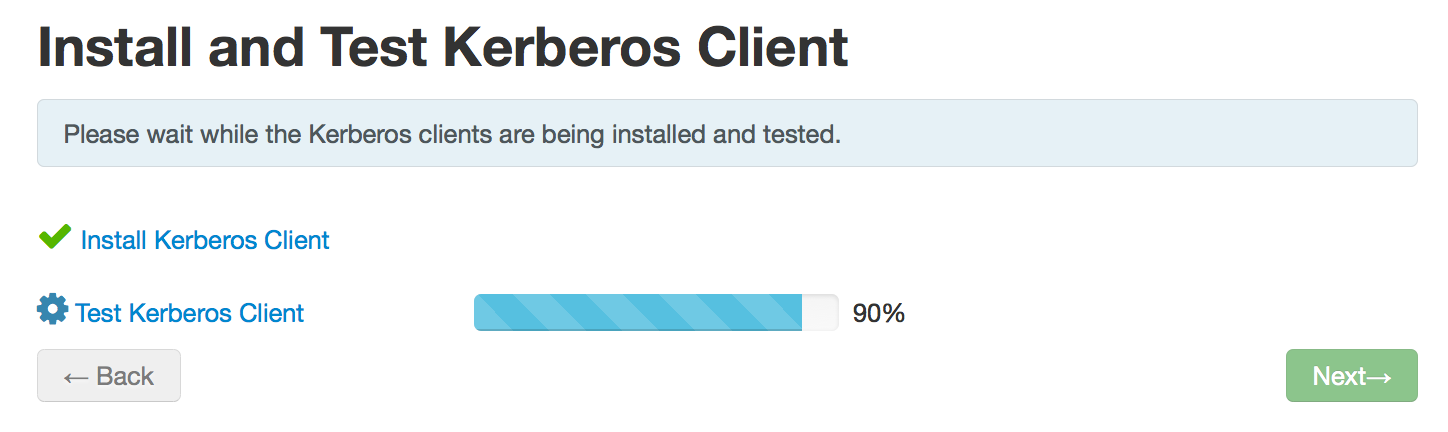 Install and Test Kerberos Client
Please wait while the Kerberos clients are being installed and tested.
Install Kerberos Client
Test Kerberos Client 90%
← Back Next→